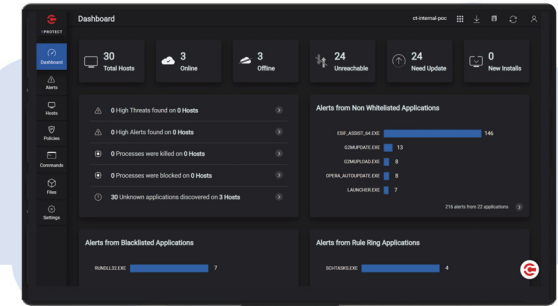 XPROTECT
Dashboard
ct-internal-poc
Dashboard
Alerts
Hosts
Policies
Commands
Files
Settings
30
Total Hosts
3
Online
3
Offline
24
Unreachable
24
Need Update
0
New Installs
0 High Threats found on 0 Hosts
0 High Alerts found on 0 Hosts
0 Processes were killed on 0 Hosts
0 Processes were blocked on 0 Hosts
30 Unknown applications discovered on 3 Hosts
Alerts from Non Whitelisted Applications
ESIF_ASSIST_64.EXE 146
G2MUPDATE.EXE 13
G2MUPLOAD.EXE 8
OPERA_AUTOUPDATE.EXE 8
LAUNCHER.EXE 7
216 alerts from 22 applications
Alerts from Blacklisted Applications
RUNDLL32.EXE 7
Alerts from Rule Ring Applications
SCHTASKS.EXE 4